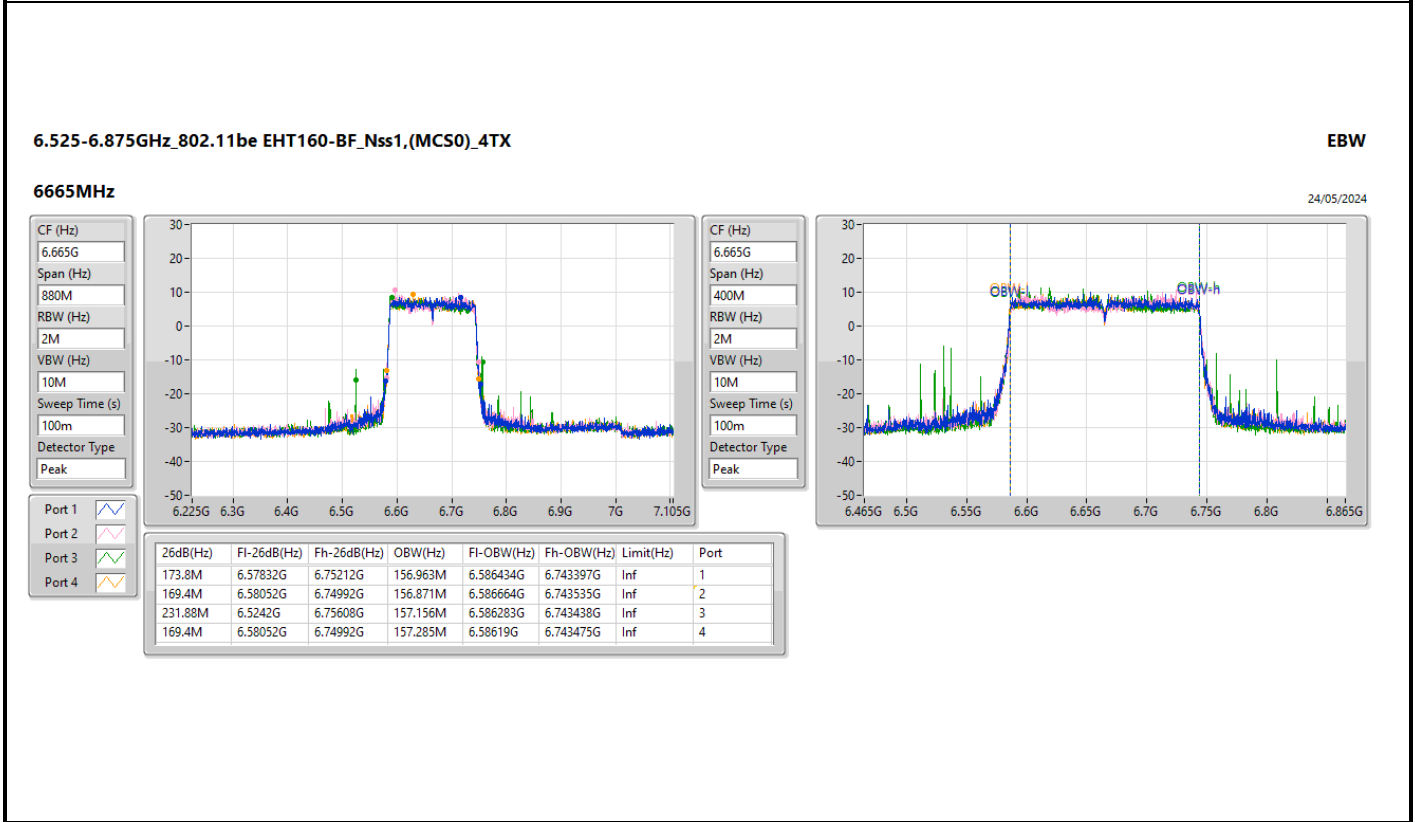 6.525-6.875GHz_802.11be EHT160-BF_Nss1,(MCS0)_4TX EBW
6665MHz
24/05/2024
CF (Hz)
6.665G
Span (Hz)
880M
RBW (Hz)
2M
VBW (Hz)
10M
Sweep Time (s)
100m
Detector Type
Peak
30
20
10
0
-10
-20
-30
-40
-50
6.225G 6.3G 6.4G 6.5G 6.6G 6.7G 6.8G 6.9G 7G 7.105G
CF (Hz)
6.665G
Span (Hz)
400M
RBW (Hz)
2M
VBW (Hz)
10M
Sweep Time (s)
100m
Detector Type
Peak
30
20
10
0
-10
-20
-30
-40
-50
OBW-l OBW-h
6.465G 6.5G 6.55G 6.6G 6.65G 6.7G 6.75G 6.8G 6.865G
Port 1
Port 2
Port 3
Port 4
26dB(Hz) Fl-26dB(Hz) Fh-26dB(Hz) OBW(Hz) Fl-OBW(Hz) Fh-OBW(Hz) Limit(Hz) Port
173.8M 6.57832G 6.75212G 156.963M 6.586434G 6.743397G Inf 1
169.4M 6.58052G 6.74992G 156.871M 6.586664G 6.743535G Inf 2
231.88M 6.5242G 6.75608G 157.156M 6.586283G 6.743438G Inf 3
169.4M 6.58052G 6.74992G 157.285M 6.58619G 6.743475G Inf 4